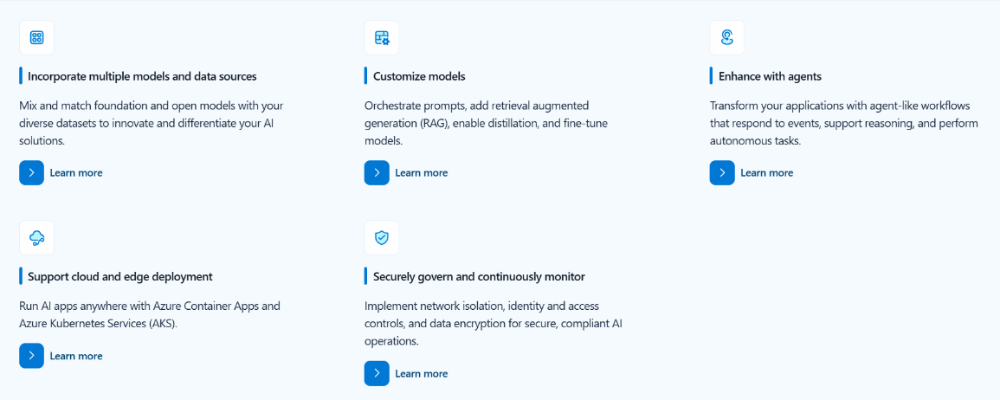 Incorporate multiple models and data sources
Mix and match foundation and open models with your
diverse datasets to innovate and differentiate your AI
solutions.
Learn more
Customize models
Orchestrate prompts, add retrieval augmented
generation (RAG), enable distillation, and fine-tune
models.
Learn more
Enhance with agents
Transform your applications with agent-like workflows
that respond to events, support reasoning, and perform
autonomous tasks.
Learn more
Support cloud and edge deployment
Run AI apps anywhere with Azure Container Apps and
Azure Kubernetes Services (AKS).
Learn more
Securely govern and continuously monitor
Implement network isolation, identity and access
controls, and data encryption for secure, compliant AI
operations.
Learn more